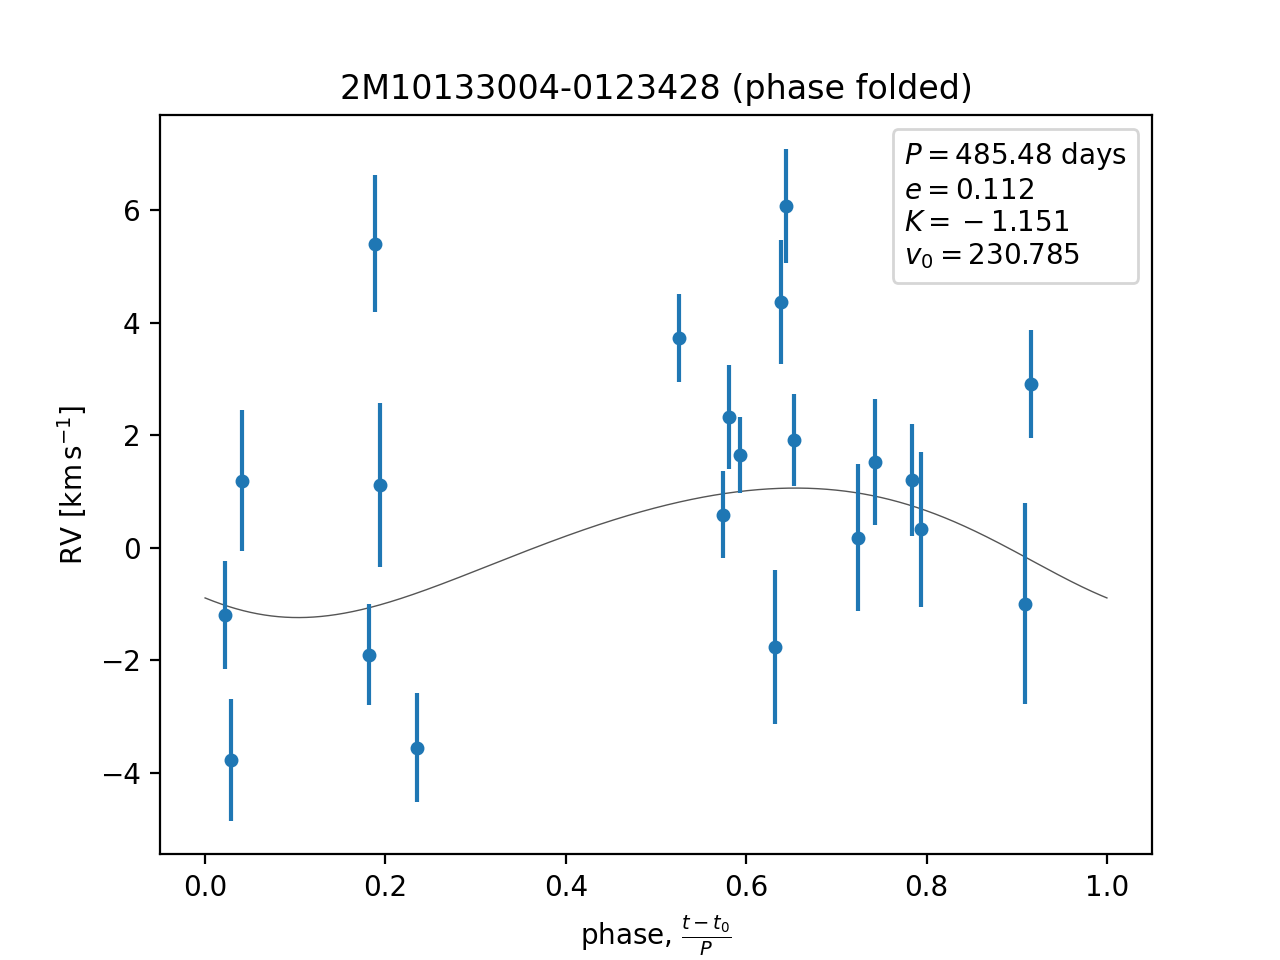 2M10133004-0123428 (phase folded)
P = 485.48 days
e = 0.112
K = −1.151
v₀ = 230.785
RV [km s⁻¹]
6
4
2
0
−2
−4
0.0 0.2 0.4 0.6 0.8 1.0
phase, (t − t₀)/P